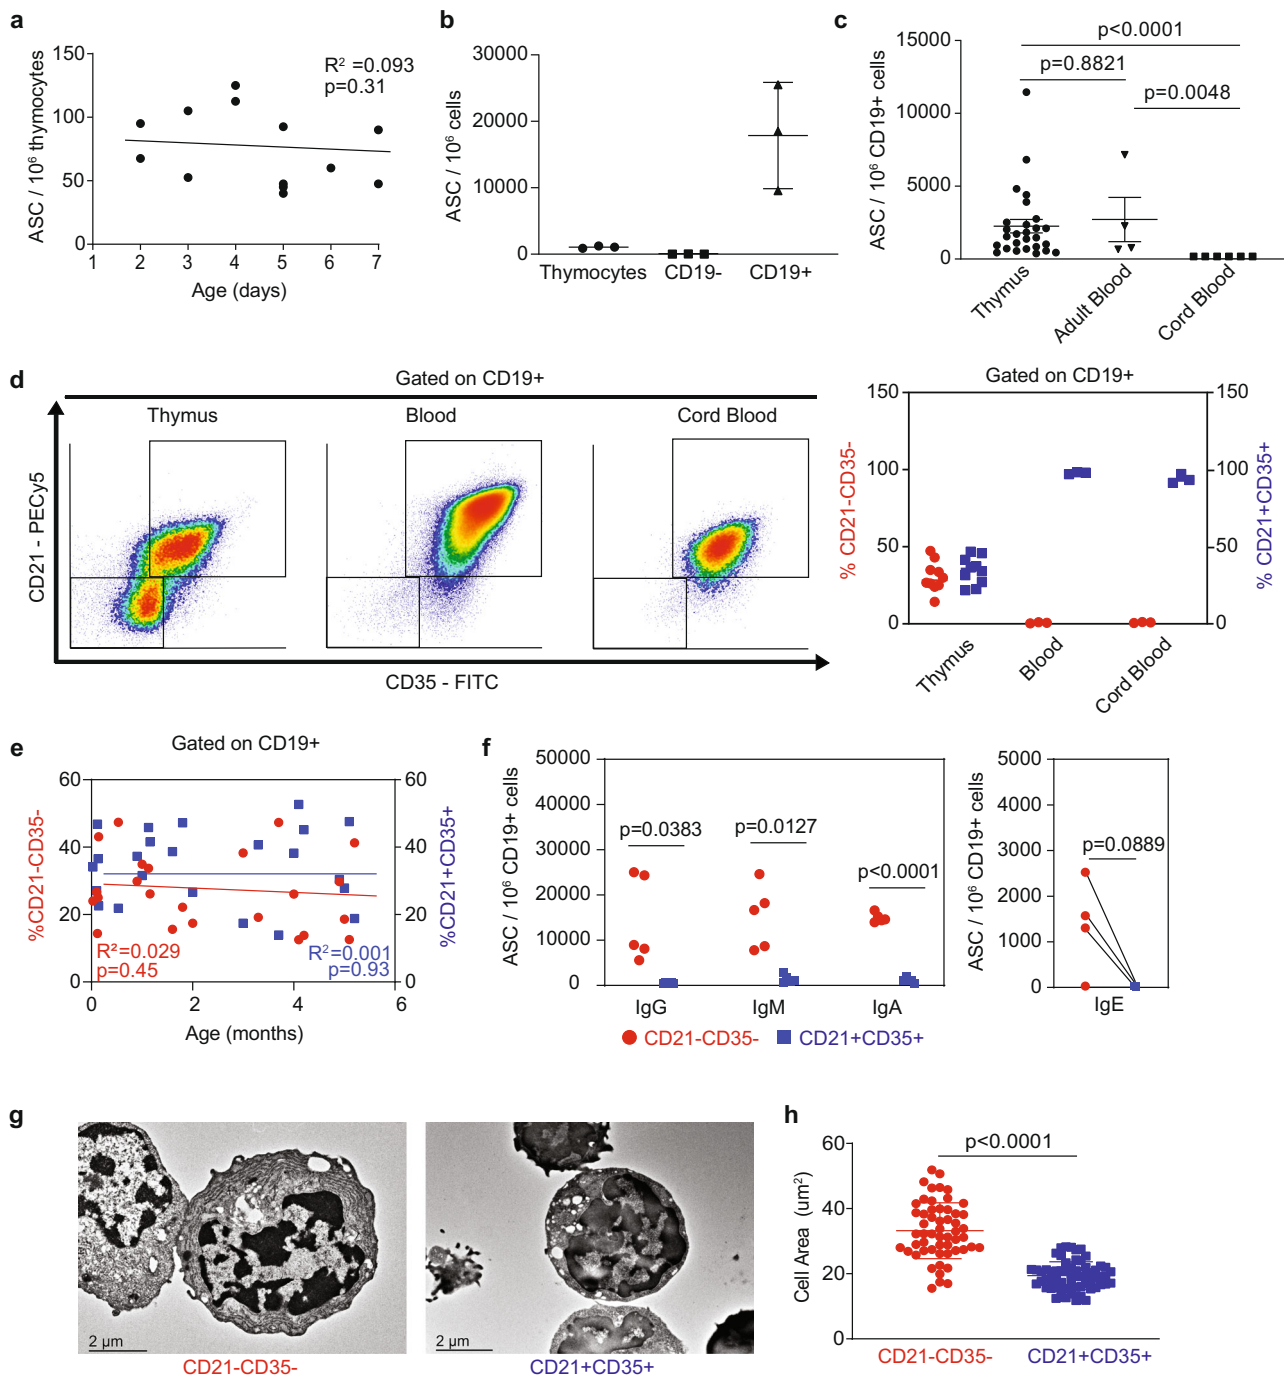 a
ASC / 10⁶ thymocytes
150
100
50
0
R² =0.093
p=0.31
1 2 3 4 5 6 7
Age (days)
b
ASC / 10⁶ cells
30000
20000
10000
0
Thymocytes CD19- CD19+
c
ASC / 10⁶ CD19+ cells
15000
10000
5000
0
p<0.0001
p=0.8821
p=0.0048
Thymus
Adult Blood
Cord Blood
d
Gated on CD19+
Thymus Blood Cord Blood
CD21 - PECy5
CD35 - FITC
Gated on CD19+
% CD21-CD35-
150
100
50
0
150
100
50
0
% CD21+CD35+
Thymus
Blood
Cord Blood
e
Gated on CD19+
%CD21-CD35-
60
40
20
0
60
40
20
0
%CD21+CD35+
R²=0.029
p=0.45
R²=0.001
p=0.93
0 2 4 6
Age (months)
f
ASC / 10⁶ CD19+ cells
50000
40000
30000
20000
10000
0
p=0.0383
p=0.0127
p<0.0001
IgG IgM IgA
CD21-CD35- CD21+CD35+
ASC / 10⁶ CD19+ cells
5000
4000
3000
2000
1000
0
p=0.0889
IgE
g
2 µm
CD21-CD35-
2 µm
CD21+CD35+
h
Cell Area (um²)
60
40
20
0
p<0.0001
CD21-CD35- CD21+CD35+